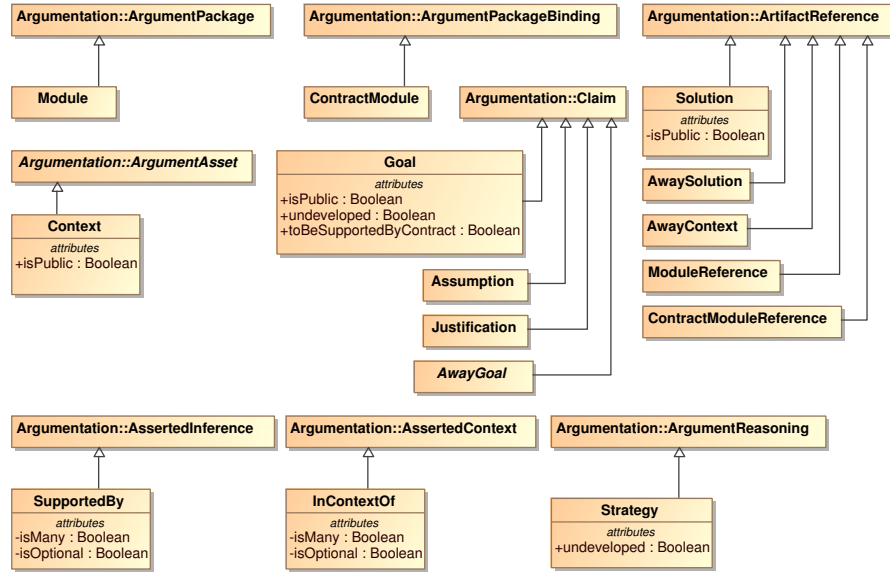 Argumentation::ArgumentPackage
Module
Argumentation::ArgumentPackageBinding
ContractModule
Argumentation::Claim
Goal
attributes
+isPublic : Boolean
+undeveloped : Boolean
+toBeSupportedByContract : Boolean
Assumption
Justification
AwayGoal
Argumentation::ArtifactReference
Solution
attributes
-isPublic : Boolean
AwaySolution
AwayContext
ModuleReference
ContractModuleReference
Argumentation::ArgumentAsset
Context
attributes
+isPublic : Boolean
Argumentation::AssertedInference
SupportedBy
attributes
-isMany : Boolean
-isOptional : Boolean
Argumentation::AssertedContext
InContextOf
attributes
-isMany : Boolean
-isOptional : Boolean
Argumentation::ArgumentReasoning
Strategy
attributes
+undeveloped : Boolean